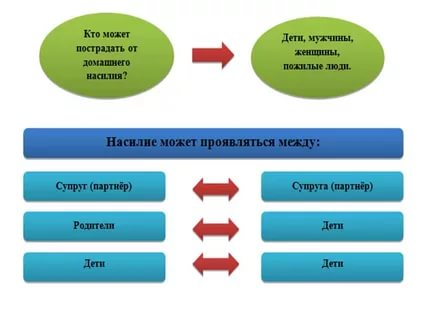 Кто может
пострадать от
домашнего
насилия?
Дети, мужчины,
женщины,
пожилые люди.
Насилие может проявляться между:
Супруг (партнёр)
Супруга (партнёр)
Родители
Дети
Дети
Дети